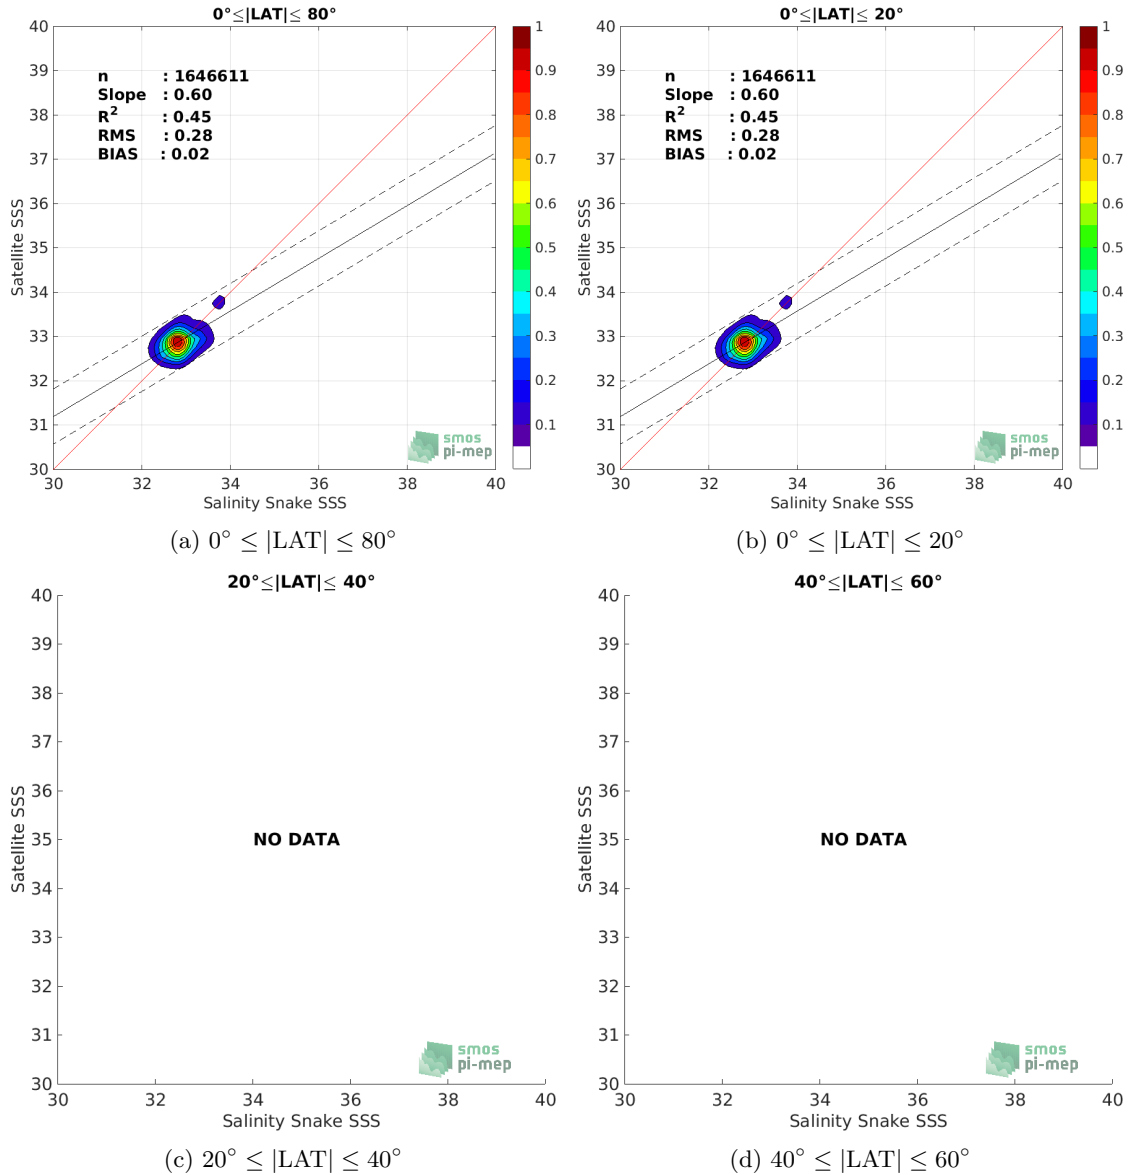 0°≤|LAT|≤ 80°
40
39
38
37
36
35
34
33
32
31
30
Satellite SSS
n : 1646611
Slope : 0.60
R² : 0.45
RMS : 0.28
BIAS : 0.02
1
0.9
0.8
0.7
0.6
0.5
0.4
0.3
0.2
0.1
smos
pi-mep
30 32 34 36 38 40
Salinity Snake SSS
(a) 0° ≤ |LAT| ≤ 80°
0°≤|LAT|≤ 20°
40
39
38
37
36
35
34
33
32
31
30
Satellite SSS
n : 1646611
Slope : 0.60
R² : 0.45
RMS : 0.28
BIAS : 0.02
1
0.9
0.8
0.7
0.6
0.5
0.4
0.3
0.2
0.1
smos
pi-mep
30 32 34 36 38 40
Salinity Snake SSS
(b) 0° ≤ |LAT| ≤ 20°
20°≤|LAT|≤ 40°
40
39
38
37
36
35
34
33
32
31
30
Satellite SSS
NO DATA
smos
pi-mep
30 32 34 36 38 40
Salinity Snake SSS
(c) 20° ≤ |LAT| ≤ 40°
40°≤|LAT|≤ 60°
40
39
38
37
36
35
34
33
32
31
30
Satellite SSS
NO DATA
smos
pi-mep
30 32 34 36 38 40
Salinity Snake SSS
(d) 40° ≤ |LAT| ≤ 60°